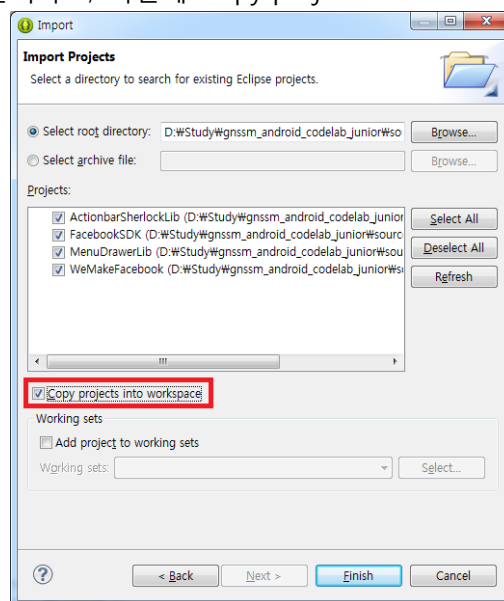 Import
Import Projects
Select a directory to search for existing Eclipse projects.
Select root directory: D:₩Study₩gnssm_android_codelab_junior₩so Browse...
Select archive file: Browse...
Projects:
ActionbarSherlockLib (D:₩Study₩gnssm_android_codelab_junior
FacebookSDK (D:₩Study₩gnssm_android_codelab_junior₩sourc
MenuDrawerLib (D:₩Study₩gnssm_android_codelab_junior₩sou
WeMakeFacebook (D:₩Study₩gnssm_android_codelab_junior₩s
Select All
Deselect All
Refresh
Copy projects into workspace
Working sets
Add project to working sets
Working sets: Select...
? < Back Next > Finish Cancel